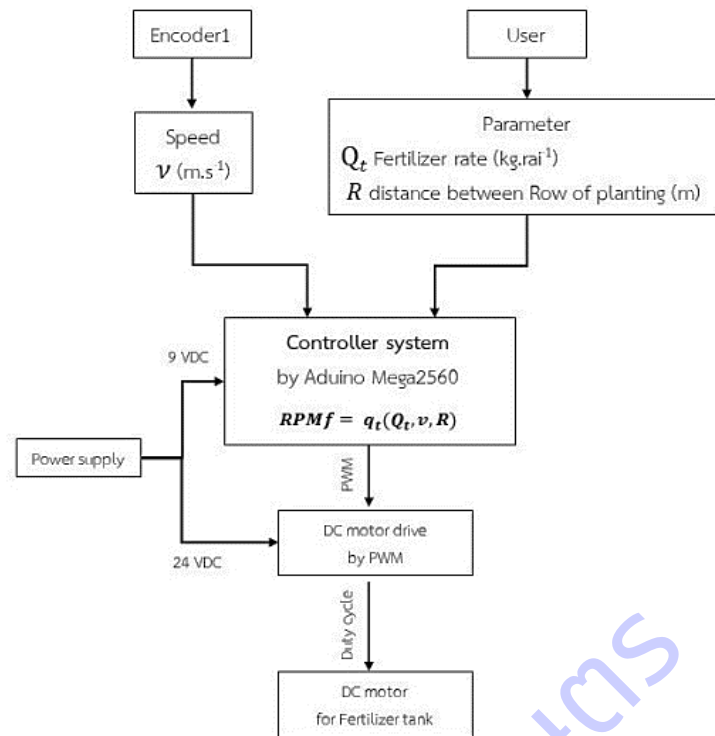 Encoder1
User
Speed
v (m.s⁻¹)
Parameter
Qₜ Fertilizer rate (kg.rai⁻¹)
R distance between Row of planting (m)
Controller system
by Aduino Mega2560
RPMf = qₜ(Qₜ, v, R)
9 VDC
Power supply
24 VDC
PWM
DC motor drive
by PWM
Duty cycle
DC motor
for Fertilizer tank